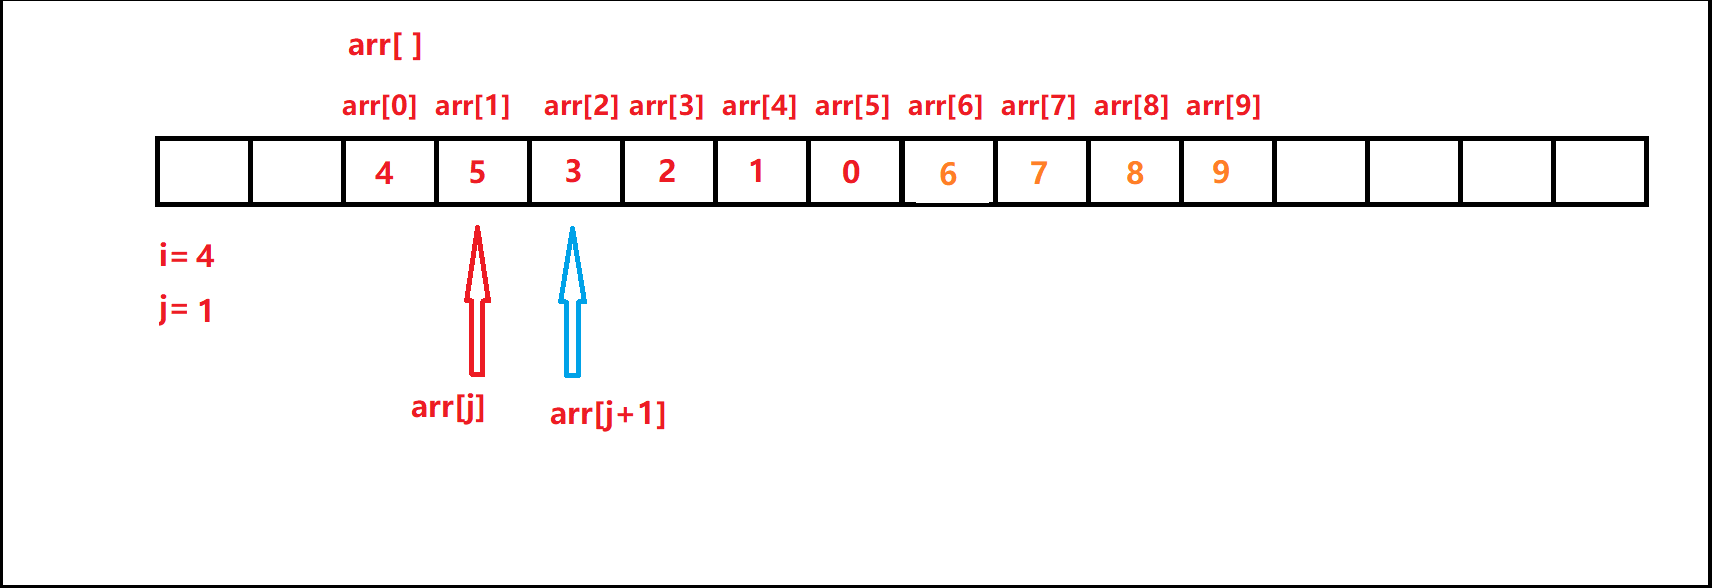 arr[ ]
arr[0] arr[1] arr[2] arr[3] arr[4] arr[5] arr[6] arr[7] arr[8] arr[9]
4 5 3 2 1 0 6 7 8 9
i= 4
j= 1
arr[j] arr[j+1]